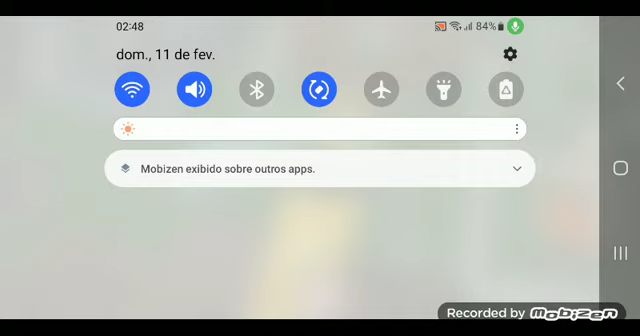 02:48
84%
dom., 11 de fev.
Mobizen exibido sobre outros apps.
Recorded by Mobizen